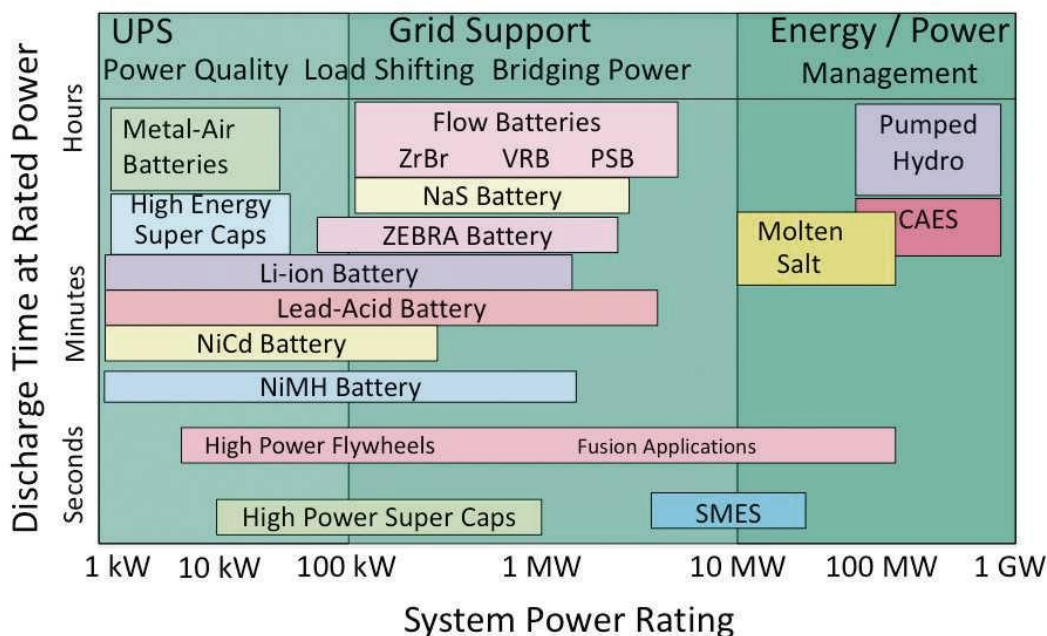 UPS
Power Quality
Grid Support
Load Shifting Bridging Power
Energy / Power
Management
Discharge Time at Rated Power
Hours
Minutes
Seconds
Metal-Air
Batteries
Flow Batteries
ZrBr VRB PSB
Pumped
Hydro
NaS Battery
High Energy
Super Caps
ZEBRA Battery
Molten
Salt
CAES
Li-ion Battery
Lead-Acid Battery
NiCd Battery
NiMH Battery
High Power Flywheels
Fusion Applications
High Power Super Caps
SMES
1 kW 10 kW 100 kW 1 MW 10 MW 100 MW 1 GW
System Power Rating